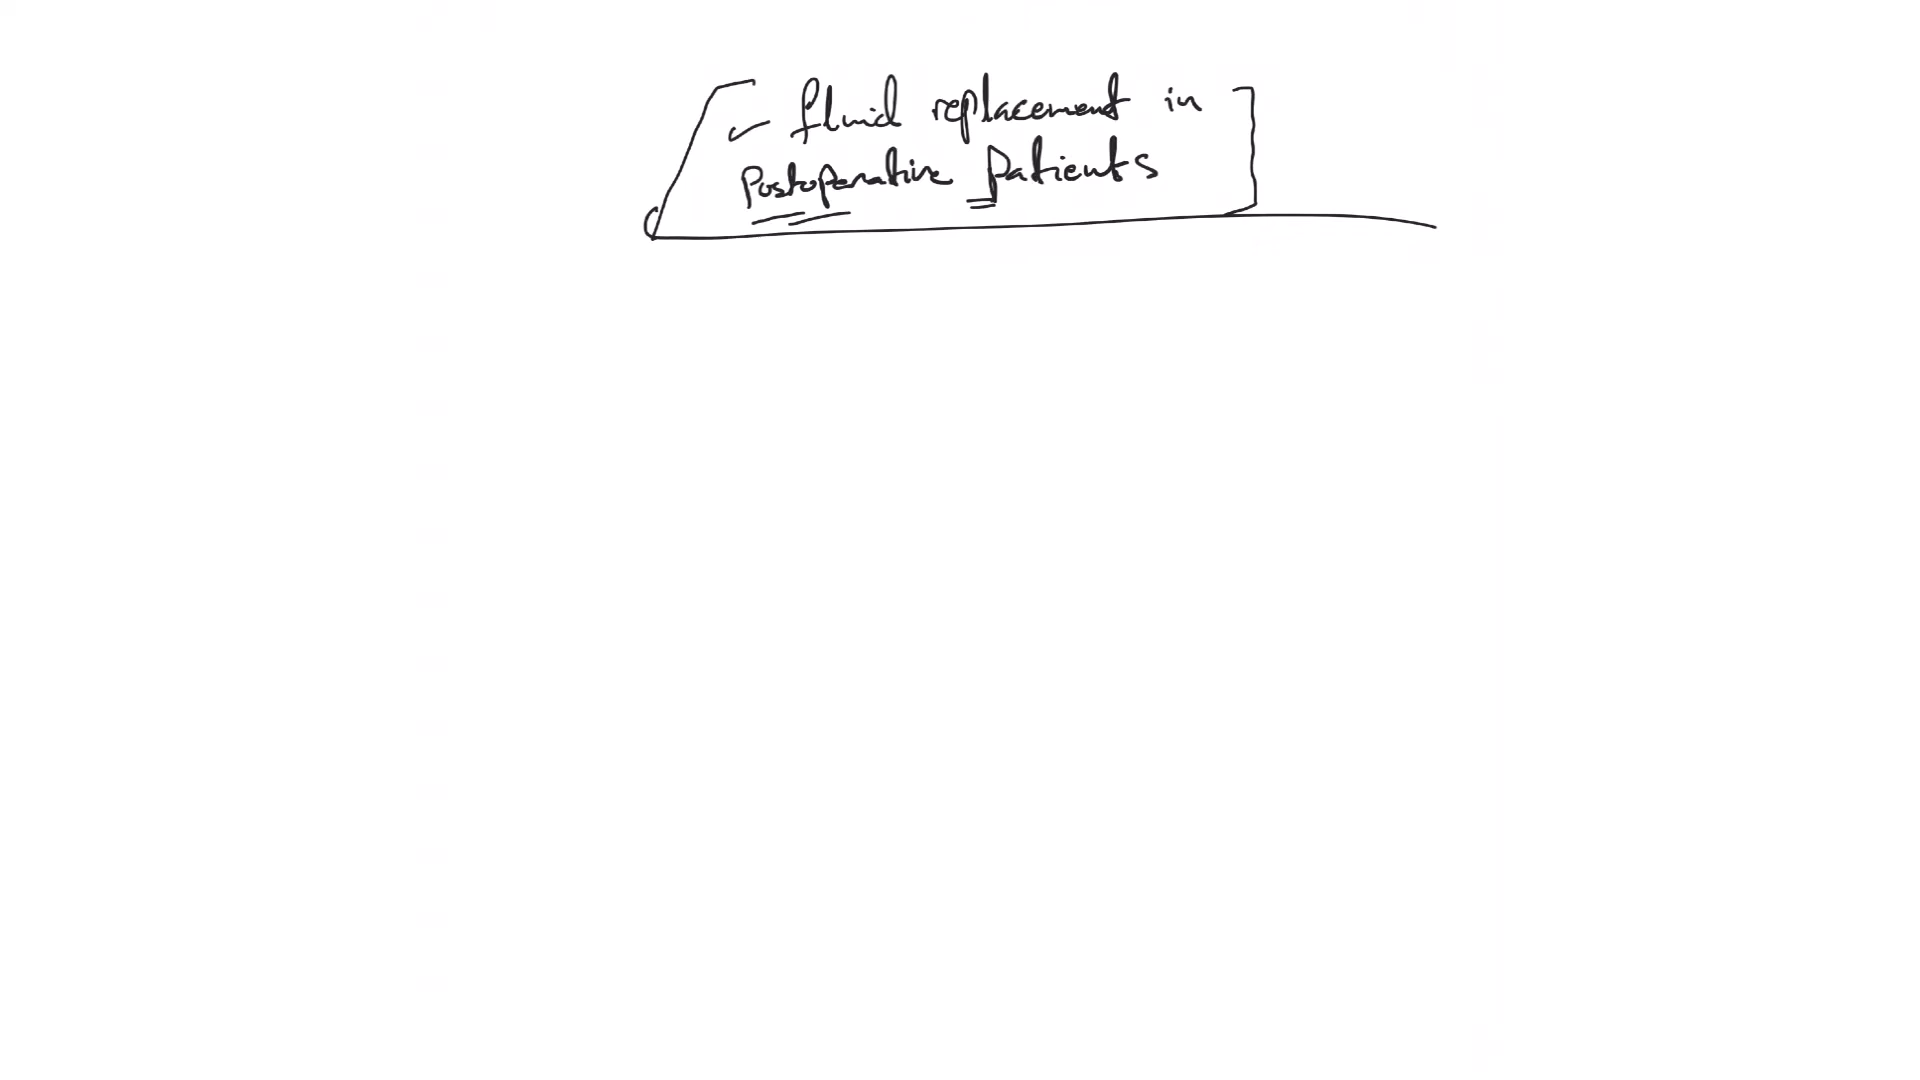 ✓ fluid replacement in
Postoperative patients